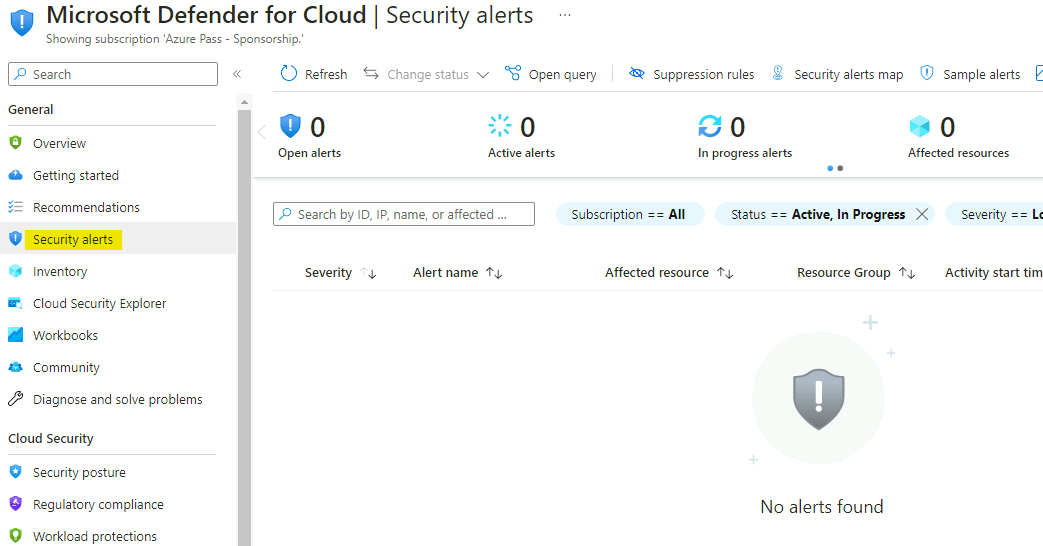 Microsoft Defender for Cloud | Security alerts ...
Showing subscription 'Azure Pass - Sponsorship.'
Search «
General
Overview
Getting started
Recommendations
Security alerts
Inventory
Cloud Security Explorer
Workbooks
Community
Diagnose and solve problems
Cloud Security
Security posture
Regulatory compliance
Workload protections
Refresh Change status Open query Suppression rules Security alerts map Sample alerts
0 0 0 0
Open alerts Active alerts In progress alerts Affected resources
Search by ID, IP, name, or affected ... Subscription == All Status == Active, In Progress Severity == Lo
Severity Alert name Affected resource Resource Group Activity start tim
No alerts found